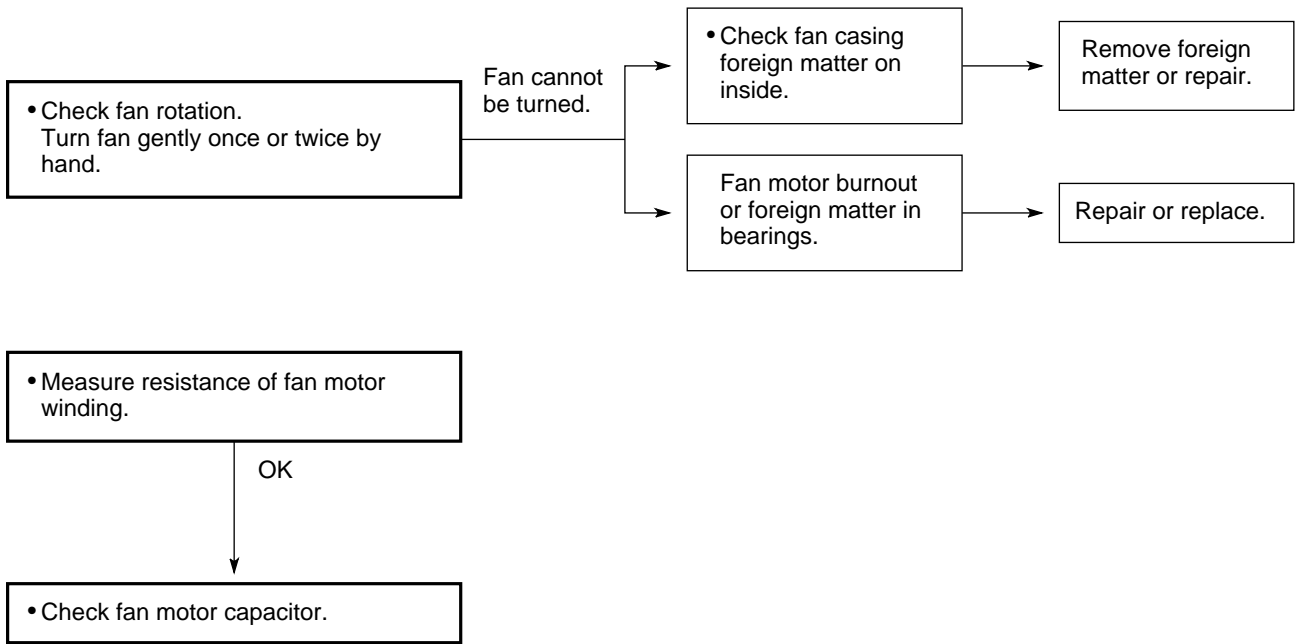 • Check fan rotation.
Turn fan gently once or twice by
hand.
Fan cannot
be turned.
• Check fan casing
foreign matter on
inside.
Remove foreign
matter or repair.
Fan motor burnout
or foreign matter in
bearings.
Repair or replace.
• Measure resistance of fan motor
winding.
OK
• Check fan motor capacitor.